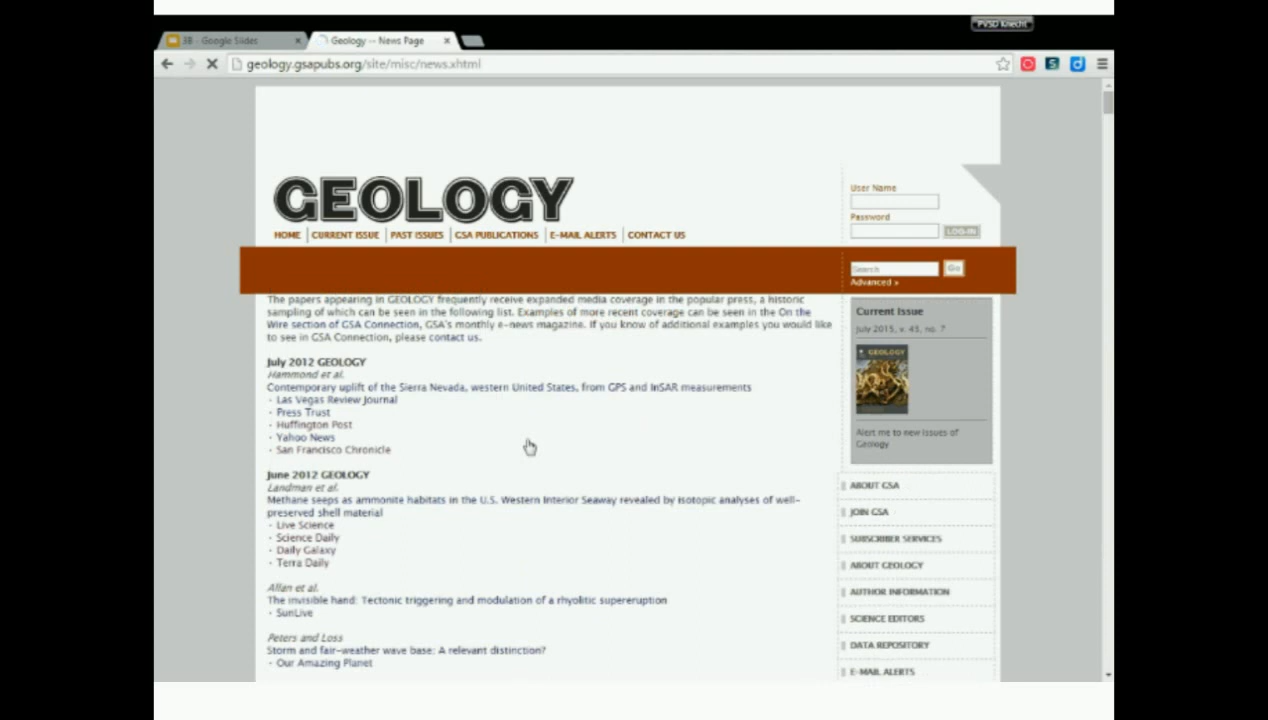 PVSD Knecht
3B - Google Slides
Geology -- News Page
geology.gsapubs.org/site/misc/news.xhtml
GEOLOGY
HOME
CURRENT ISSUE
PAST ISSUES
GSA PUBLICATIONS
E-MAIL ALERTS
CONTACT US
User Name
Password
LOG IN
Search
Go
Advanced »
The papers appearing in GEOLOGY frequently receive expanded media coverage in the popular press, a historic
sampling of which can be seen in the following list. Examples of more recent coverage can be seen in the On the
Wire section of GSA Connection, GSA's monthly e-news magazine. If you know of additional examples you would like
to see in GSA Connection, please contact us.
July 2012 GEOLOGY
Hammond et al.
Contemporary uplift of the Sierra Nevada, western United States, from GPS and InSAR measurements
- Las Vegas Review Journal
- Press Trust
- Huffington Post
- Yahoo News
- San Francisco Chronicle
June 2012 GEOLOGY
Landman et al.
Methane seeps as ammonite habitats in the U.S. Western Interior Seaway revealed by isotopic analyses of well-
preserved shell material
- Live Science
- Science Daily
- Daily Galaxy
- Terra Daily
Allan et al.
The invisible hand: Tectonic triggering and modulation of a rhyolitic supereruption
- SunLive
Peters and Loss
Storm and fair-weather wave base: A relevant distinction?
- Our Amazing Planet
Current Issue
July 2015, v. 43, no. 7
GEOLOGY
Alert me to new issues of
Geology
ABOUT GSA
JOIN GSA
SUBSCRIBER SERVICES
ABOUT GEOLOGY
AUTHOR INFORMATION
SCIENCE EDITORS
DATA REPOSITORY
E-MAIL ALERTS